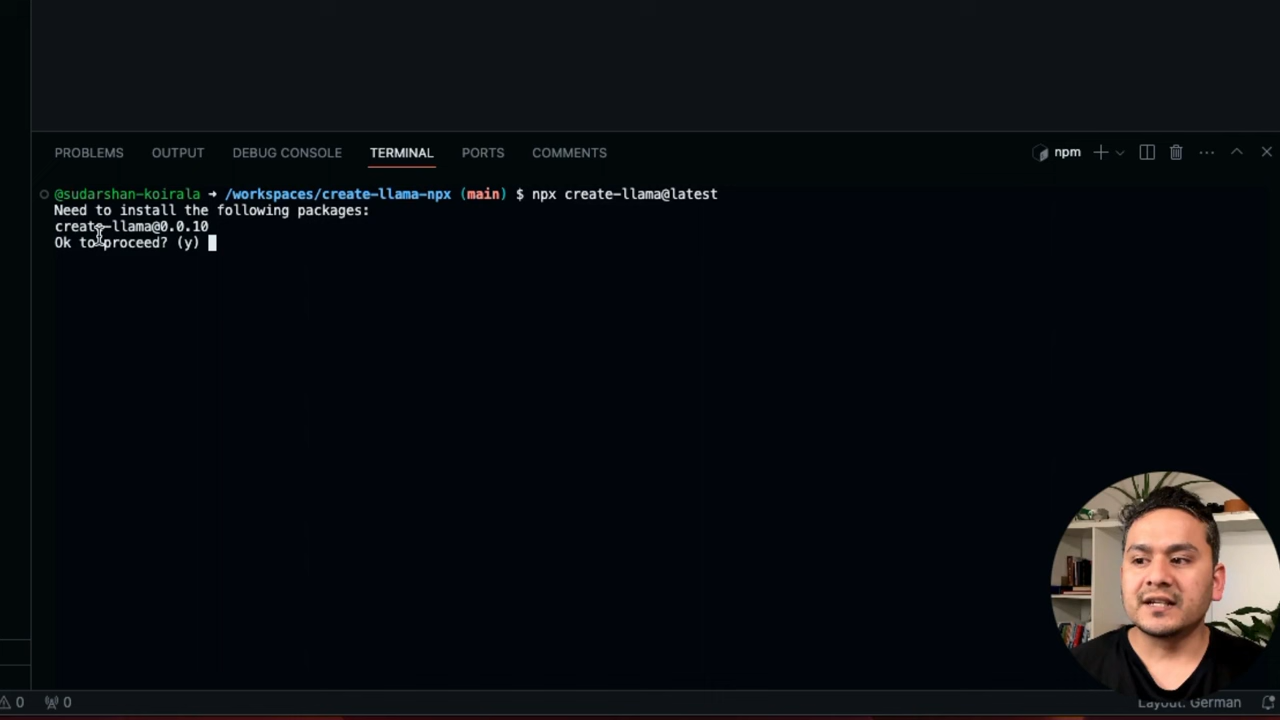 PROBLEMS OUTPUT DEBUG CONSOLE TERMINAL PORTS COMMENTS npm
@sudarshan-koirala ➜ /workspaces/create-llama-npx (main) $ npx create-llama@latest
Need to install the following packages:
create-llama@0.0.10
Ok to proceed? (y)
0 0 Layout: German